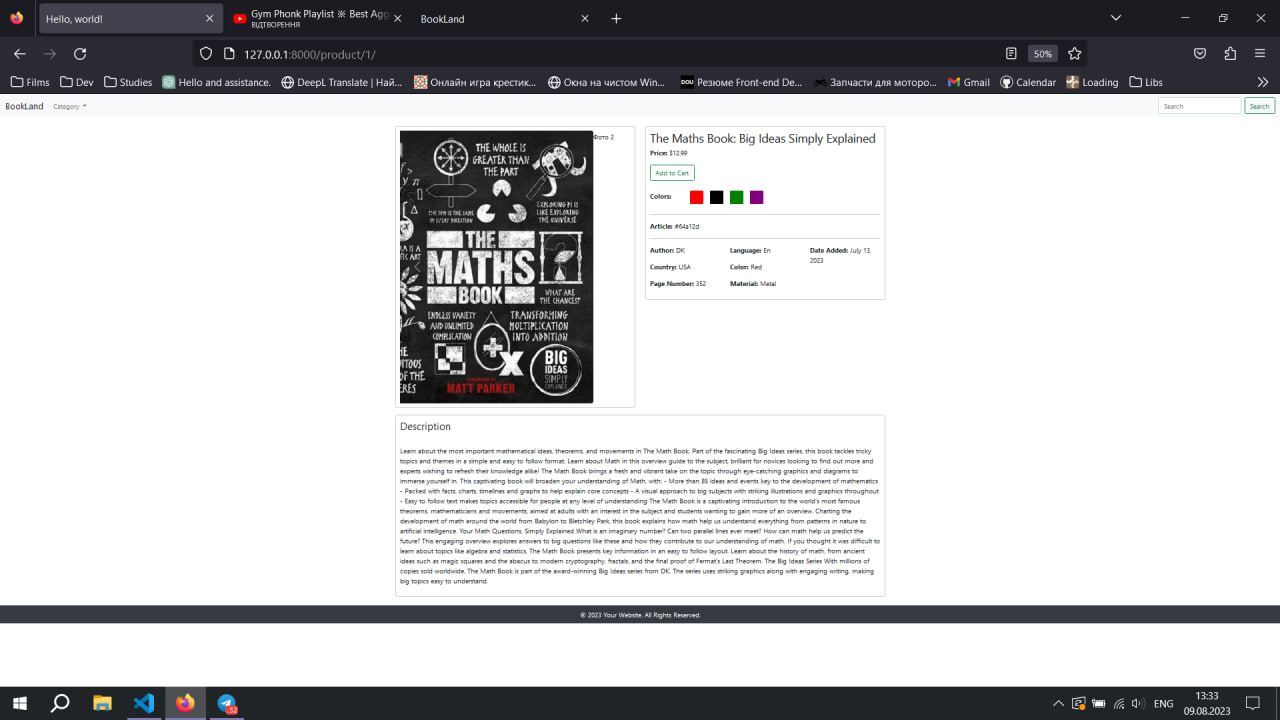 Hello, world!
Gym Phonk Playlist ※ Best Agg
ВІДТВОРЕННЯ
BookLand
127.0.0.1:8000/product/1/
50%
Films
Dev
Studies
Hello and assistance.
DeepL Translate | Най...
Онлайн игра крестик...
Окна на чистом Win...
DOU
Резюме Front-end De...
Запчасти для моторо...
Gmail
Calendar
Loading
Libs
BookLand
Category
Search
Search
THE WHOLE IS
GREATER THAN
THE PART
THE SUM IS THE SAME
IN EVERY DIRECTION
EXPLORING PI IS
LIKE EXPLORING
THE UNIVERSE
A IS A
IC ART
THE
MATHS
BOOK
WHAT ARE
THE CHANCES?
ENDLESS VARIETY
AND UNLIMITED
COMPLICATION
TRANSFORMING
MULTIPLICATION
INTO ADDITION
HE
ITOUS
OF THE
ERES
BIG
IDEAS
SIMPLY
EXPLAINED
FOREWORD BY
MATT PARKER
Фото 2
The Maths Book: Big Ideas Simply Explained
Price: $12.99
Add to Cart
Colors:
Article: #64a12d
Author: DK
Language: En
Date Added: July 13,
2023
Country: USA
Color: Red
Page Number: 352
Material: Metal
Description
Learn about the most important mathematical ideas, theorems, and movements in The Math Book. Part of the fascinating Big Ideas series, this book tackles tricky
topics and themes in a simple and easy to follow format. Learn about Math in this overview guide to the subject, brilliant for novices looking to find out more and
experts wishing to refresh their knowledge alike! The Math Book brings a fresh and vibrant take on the topic through eye-catching graphics and diagrams to
immerse yourself in. This captivating book will broaden your understanding of Math, with: - More than 85 ideas and events key to the development of mathematics
- Packed with facts, charts, timelines and graphs to help explain core concepts - A visual approach to big subjects with striking illustrations and graphics throughout
- Easy to follow text makes topics accessible for people at any level of understanding The Math Book is a captivating introduction to the world's most famous
theorems, mathematicians and movements, aimed at adults with an interest in the subject and students wanting to gain more of an overview. Charting the
development of math around the world from Babylon to Bletchley Park, this book explains how math help us understand everything from patterns in nature to
artificial intelligence. Your Math Questions, Simply Explained What is an imaginary number? Can two parallel lines ever meet? How can math help us predict the
future? This engaging overview explores answers to big questions like these and how they contribute to our understanding of math. If you thought it was difficult to
learn about topics like algebra and statistics, The Math Book presents key information in an easy to follow layout. Learn about the history of math, from ancient
ideas such as magic squares and the abacus to modern cryptography, fractals, and the final proof of Fermat's Last Theorem. The Big Ideas Series With millions of
copies sold worldwide, The Math Book is part of the award-winning Big Ideas series from DK. The series uses striking graphics along with engaging writing, making
big topics easy to understand.
© 2023 Your Website. All Rights Reserved.
52
ENG
13:33
09.08.2023